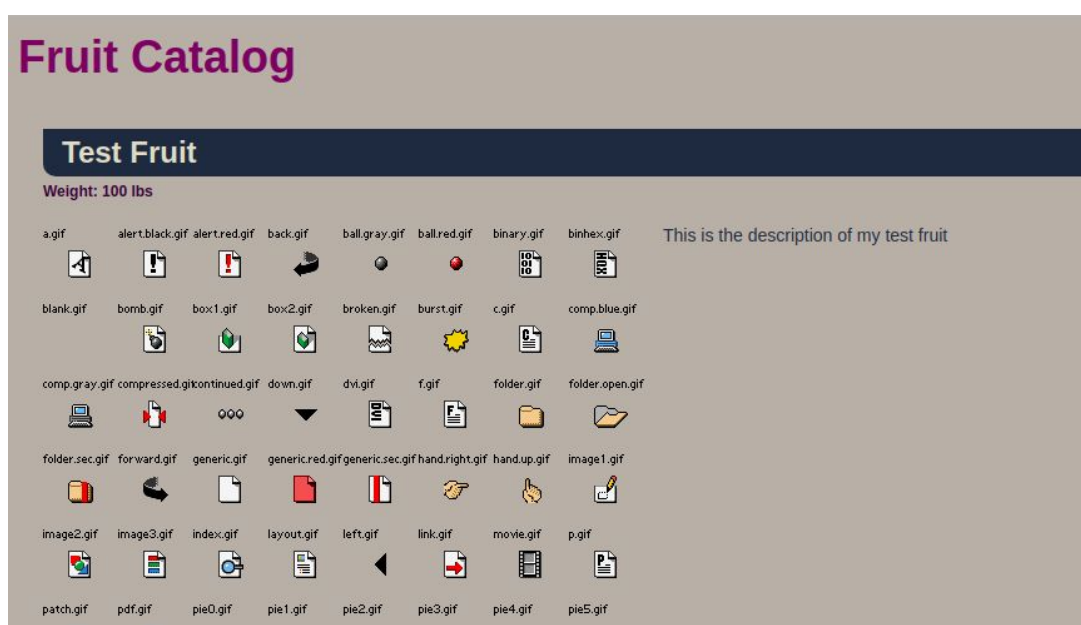 Fruit Catalog
Test Fruit
Weight: 100 lbs
a.gif alert.black.gif alert.red.gif back.gif ball.gray.gif ball.red.gif binary.gif binhex.gif
This is the description of my test fruit
blank.gif bomb.gif box1.gif box2.gif broken.gif burst.gif c.gif comp.blue.gif
comp.gray.gif compressed.gif continued.gif down.gif dvi.gif f.gif folder.gif folder.open.gif
folder.sec.gif forward.gif generic.gif generic.red.gif generic.sec.gif hand.right.gif hand.up.gif image1.gif
image2.gif image3.gif index.gif layout.gif left.gif link.gif movie.gif p.gif
patch.gif pdf.gif pie0.gif pie1.gif pie2.gif pie3.gif pie4.gif pie5.gif